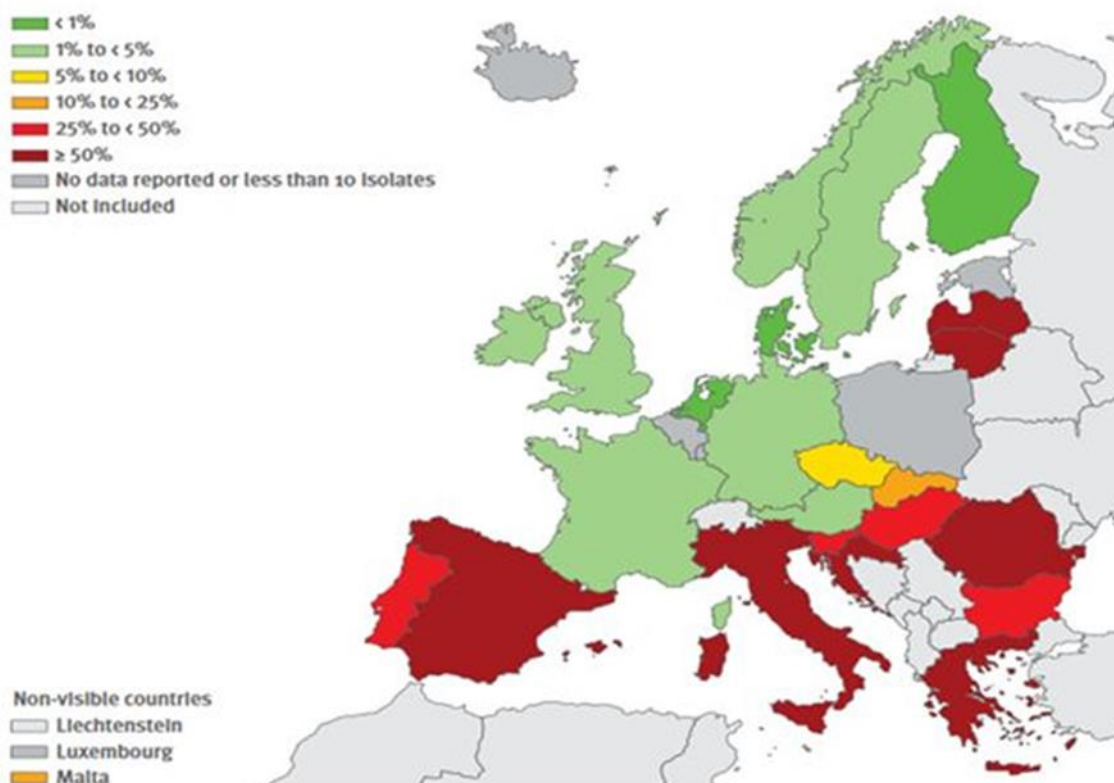 < 1%
1% to < 5%
5% to < 10%
10% to < 25%
25% to < 50%
≥ 50%
No data reported or less than 10 isolates
Not included
Non-visible countries
Liechtenstein
Luxembourg
Malta